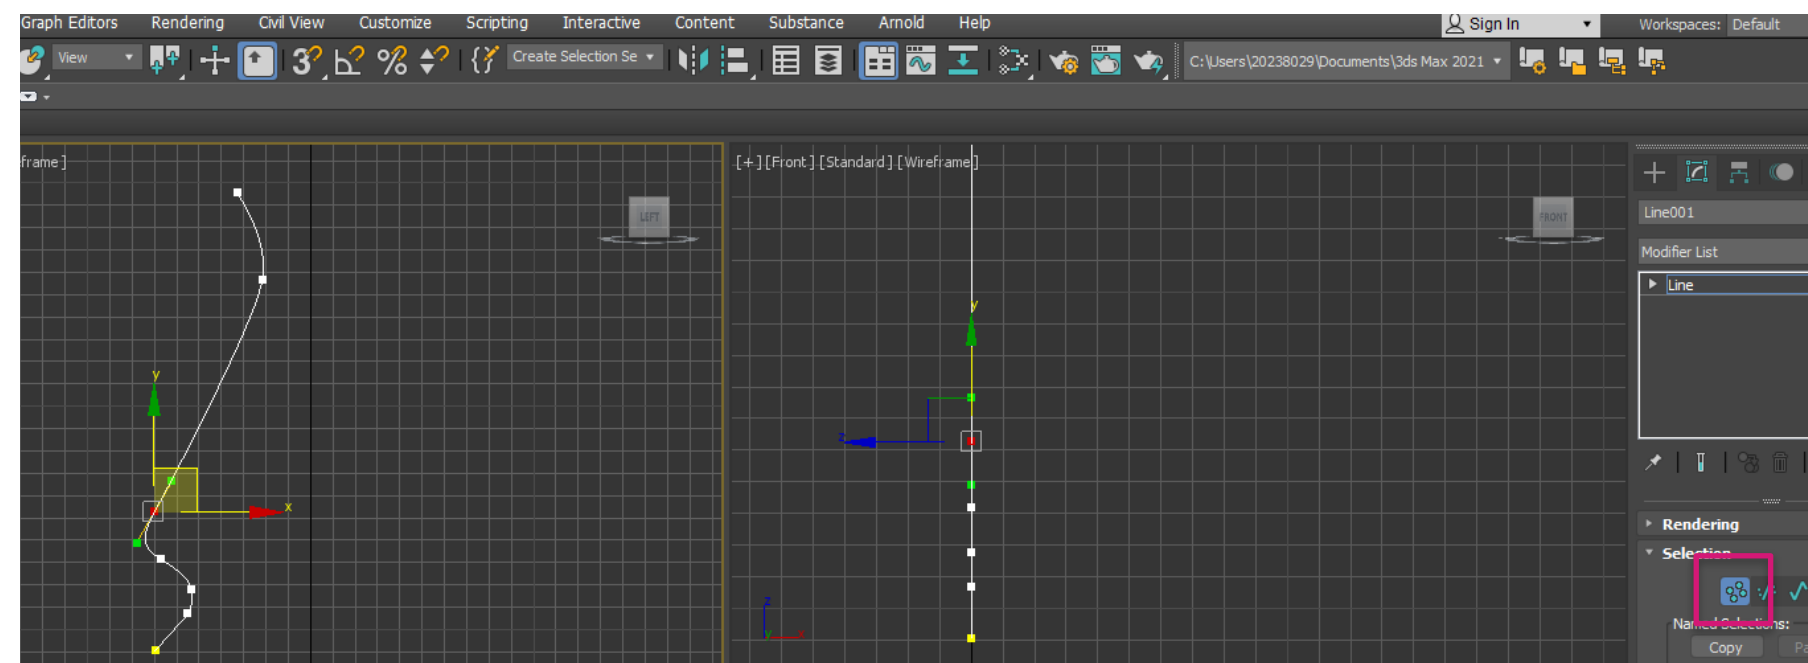 Graph Editors Rendering Civil View Customize Scripting Interactive Content Substance Arnold Help Sign In Workspaces: Default
View 3 Create Selection Se C:\Users\20238029\Documents\3ds Max 2021
frame ] [+] [Front ] [Standard ] [Wireframe]
LEFT FRONT
Line001
Modifier List
Line
y
y
z
x
Rendering
Selection
z
y x
Named Selections:
Copy Pa